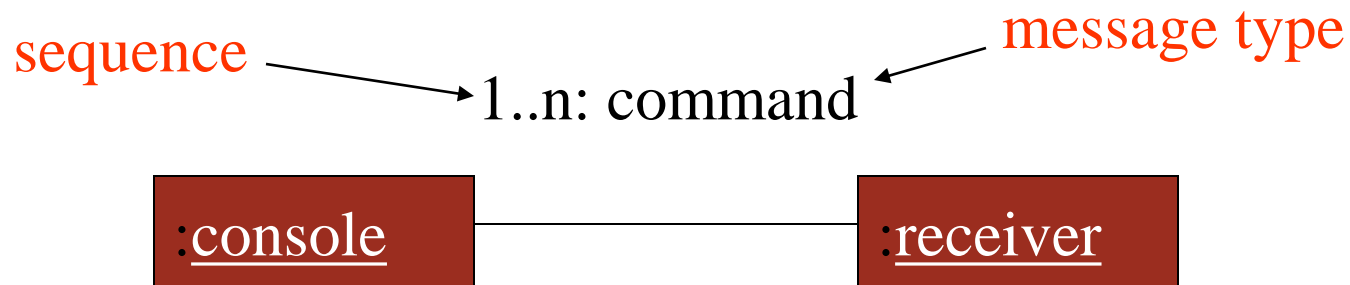 sequence
message type
1..n: command
:console
:receiver